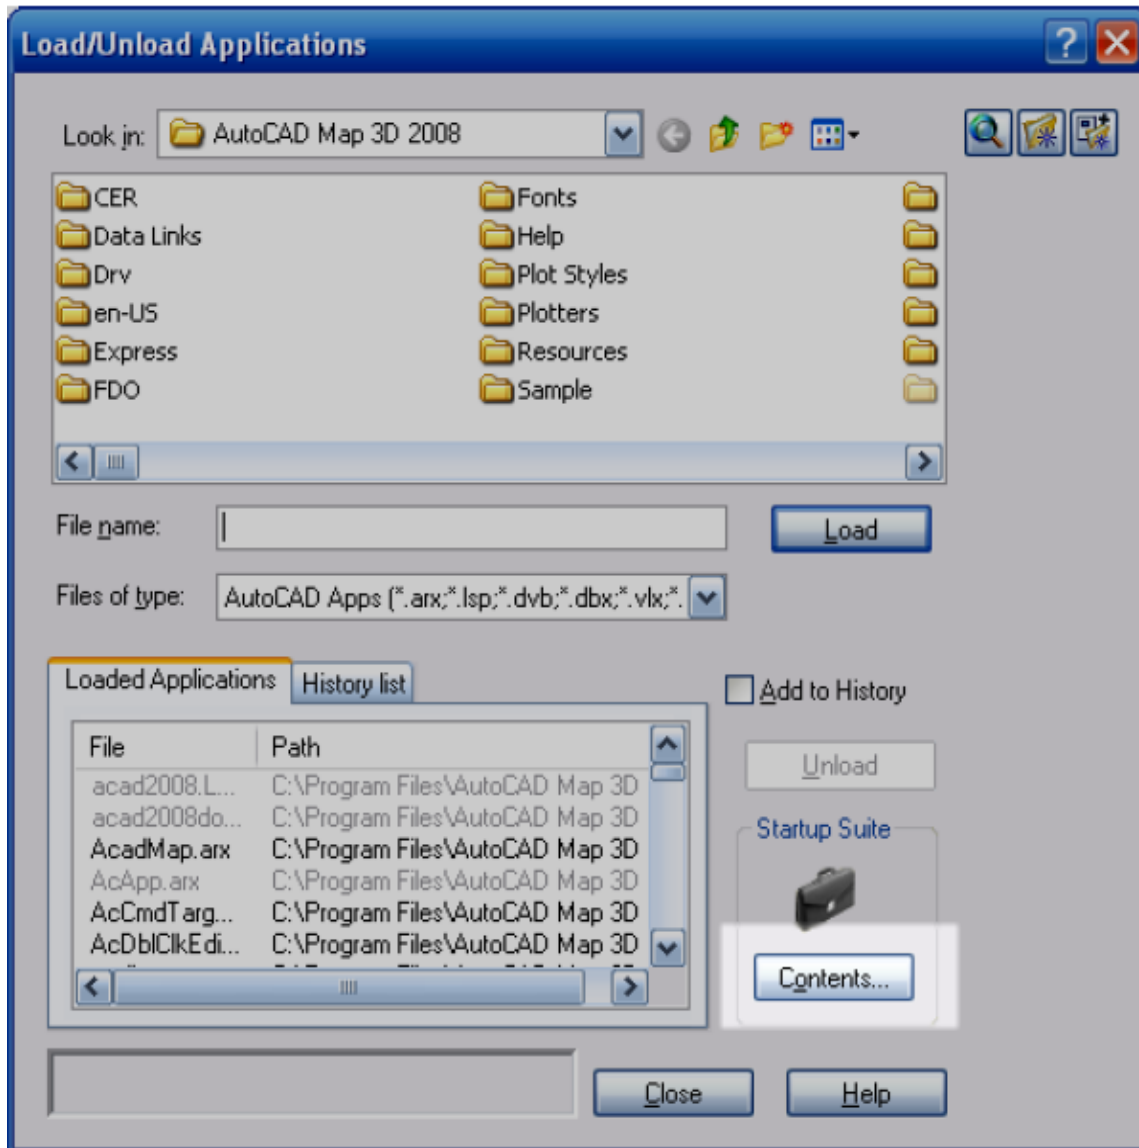 Load/Unload Applications
Look in: AutoCAD Map 3D 2008
CER Fonts
Data Links Help
Drv Plot Styles
en-US Plotters
Express Resources
FDO Sample
File name: Load
Files of type: AutoCAD Apps (*.arx;*.lsp;*.dvb;*.dbx;*.vlx;*.
Loaded Applications History list
Add to History
File Path
Unload
acad2008.L... C:\Program Files\AutoCAD Map 3D
acad2008do... C:\Program Files\AutoCAD Map 3D
Startup Suite
AcadMap.arx C:\Program Files\AutoCAD Map 3D
AcApp.arx C:\Program Files\AutoCAD Map 3D
AcCmdTarg... C:\Program Files\AutoCAD Map 3D
AcDblClkEdi... C:\Program Files\AutoCAD Map 3D
Contents...
Close Help